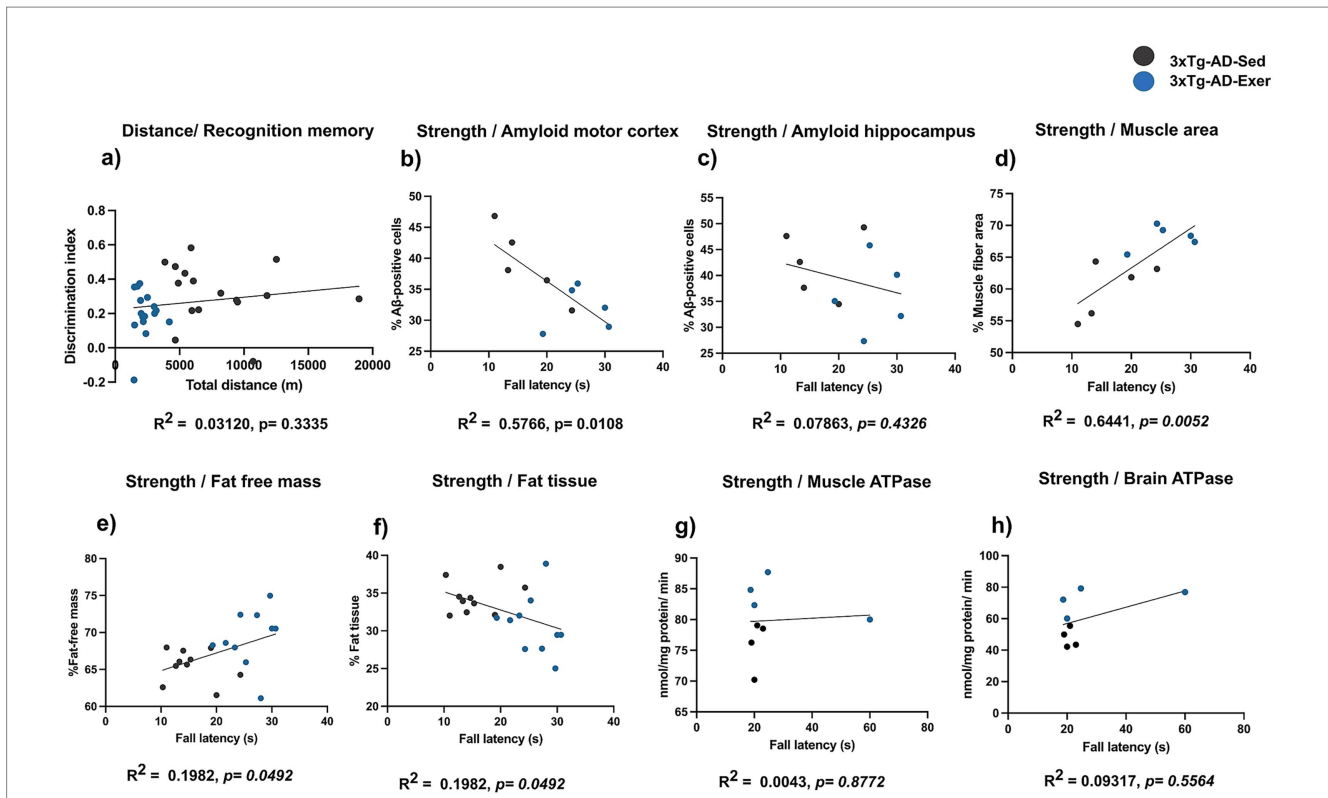 3xTg-AD-Sed
3xTg-AD-Exer
Distance/ Recognition memory
a)
Discrimination index
0.8
0.6
0.4
0.2
0.0
-0.2
0
5000
10000
15000
20000
Total distance (m)
R² = 0.03120, p= 0.3335
Strength / Amyloid motor cortex
b)
% Aβ-positive cells
50
45
40
35
30
25
0
10
20
30
40
Fall latency (s)
R² = 0.5766, p= 0.0108
Strength / Amyloid hippocampus
c)
% Aβ-positive cells
55
50
45
40
35
30
25
0
10
20
30
40
Fall latency (s)
R² = 0.07863, p= 0.4326
Strength / Muscle area
d)
% Muscle fiber area
75
70
65
60
55
50
0
10
20
30
40
Fall latency (s)
R² = 0.6441, p= 0.0052
Strength / Fat free mass
e)
%Fat-free mass
80
75
70
65
60
0
10
20
30
40
Fall latency (s)
R² = 0.1982, p= 0.0492
Strength / Fat tissue
f)
% Fat tissue
40
35
30
25
20
0
10
20
30
40
Fall latency (s)
R² = 0.1982, p= 0.0492
Strength / Muscle ATPase
g)
nmol/mg protein/ min
90
85
80
75
70
65
0
20
40
60
80
Fall latency (s)
R² = 0.0043, p= 0.8772
Strength / Brain ATPase
h)
nmol/mg protein/ min
100
80
60
40
20
0
0
20
40
60
80
Fall latency (s)
R² = 0.09317, p= 0.5564